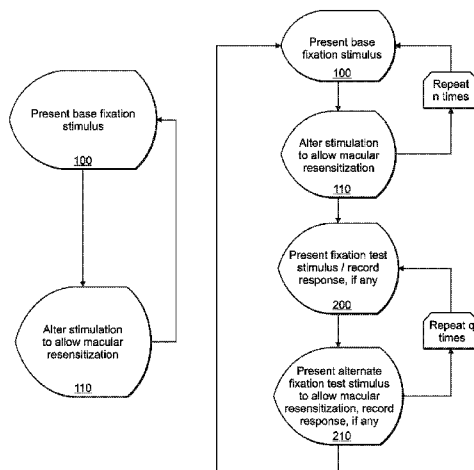 Present base fixation
stimulus
100
Alter stimulation
to allow macular
resensitization
110
Present base
fixation stimulus
100
Repeat
n times
Alter stimulation
to allow macular
resensitization
110
Present fixation test
stimulus / record
response, if any
200
Repeat q
times
Present alternate
fixation test stimulus
to allow macular
resensitization, record
response, if any
210